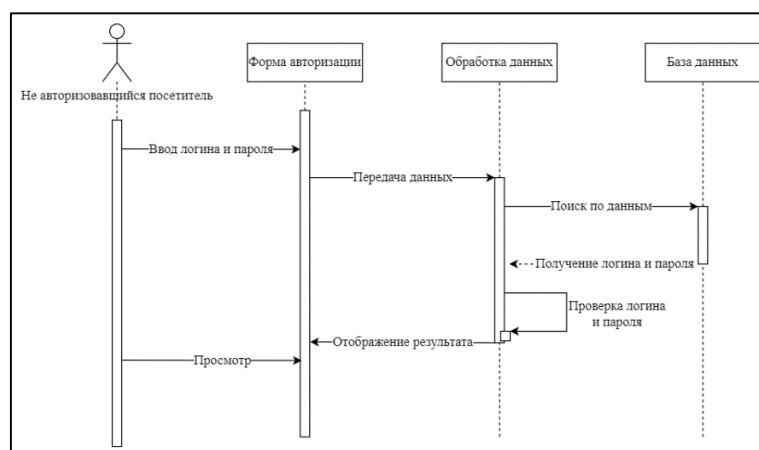 Форма авторизации
Обработка данных
База данных
Не авторизовавшийся посетитель
Ввод логина и пароля
Передача данных
Поиск по данным
Получение логина и пароля
Проверка логина
и пароля
Отображение результата
Просмотр